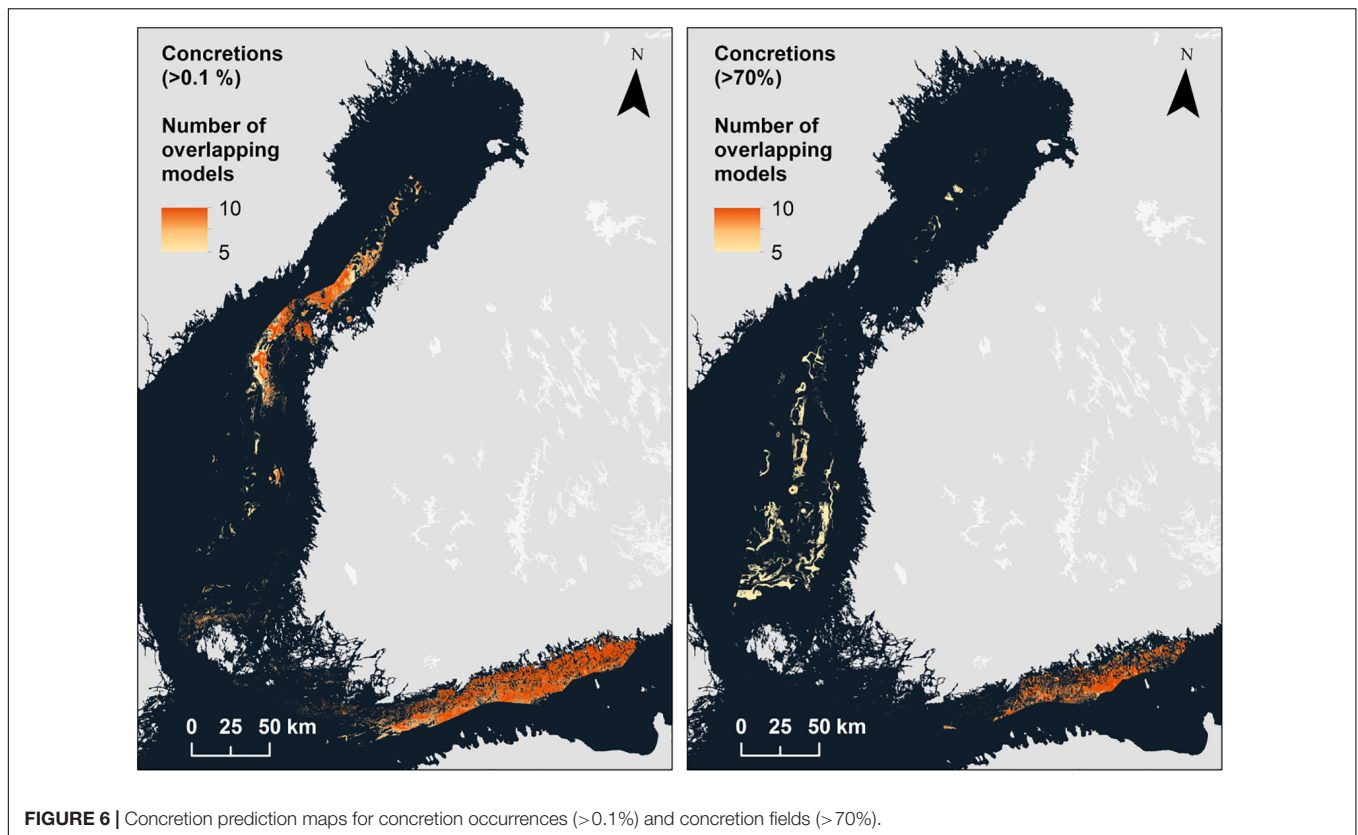 Concretions
(>0.1 %)
Number of
overlapping
models
10
5
N
0 25 50 km
Concretions
(>70%)
Number of
overlapping
models
10
5
N
0 25 50 km
FIGURE 6 | Concretion prediction maps for concretion occurrences (>0.1%) and concretion fields (>70%).